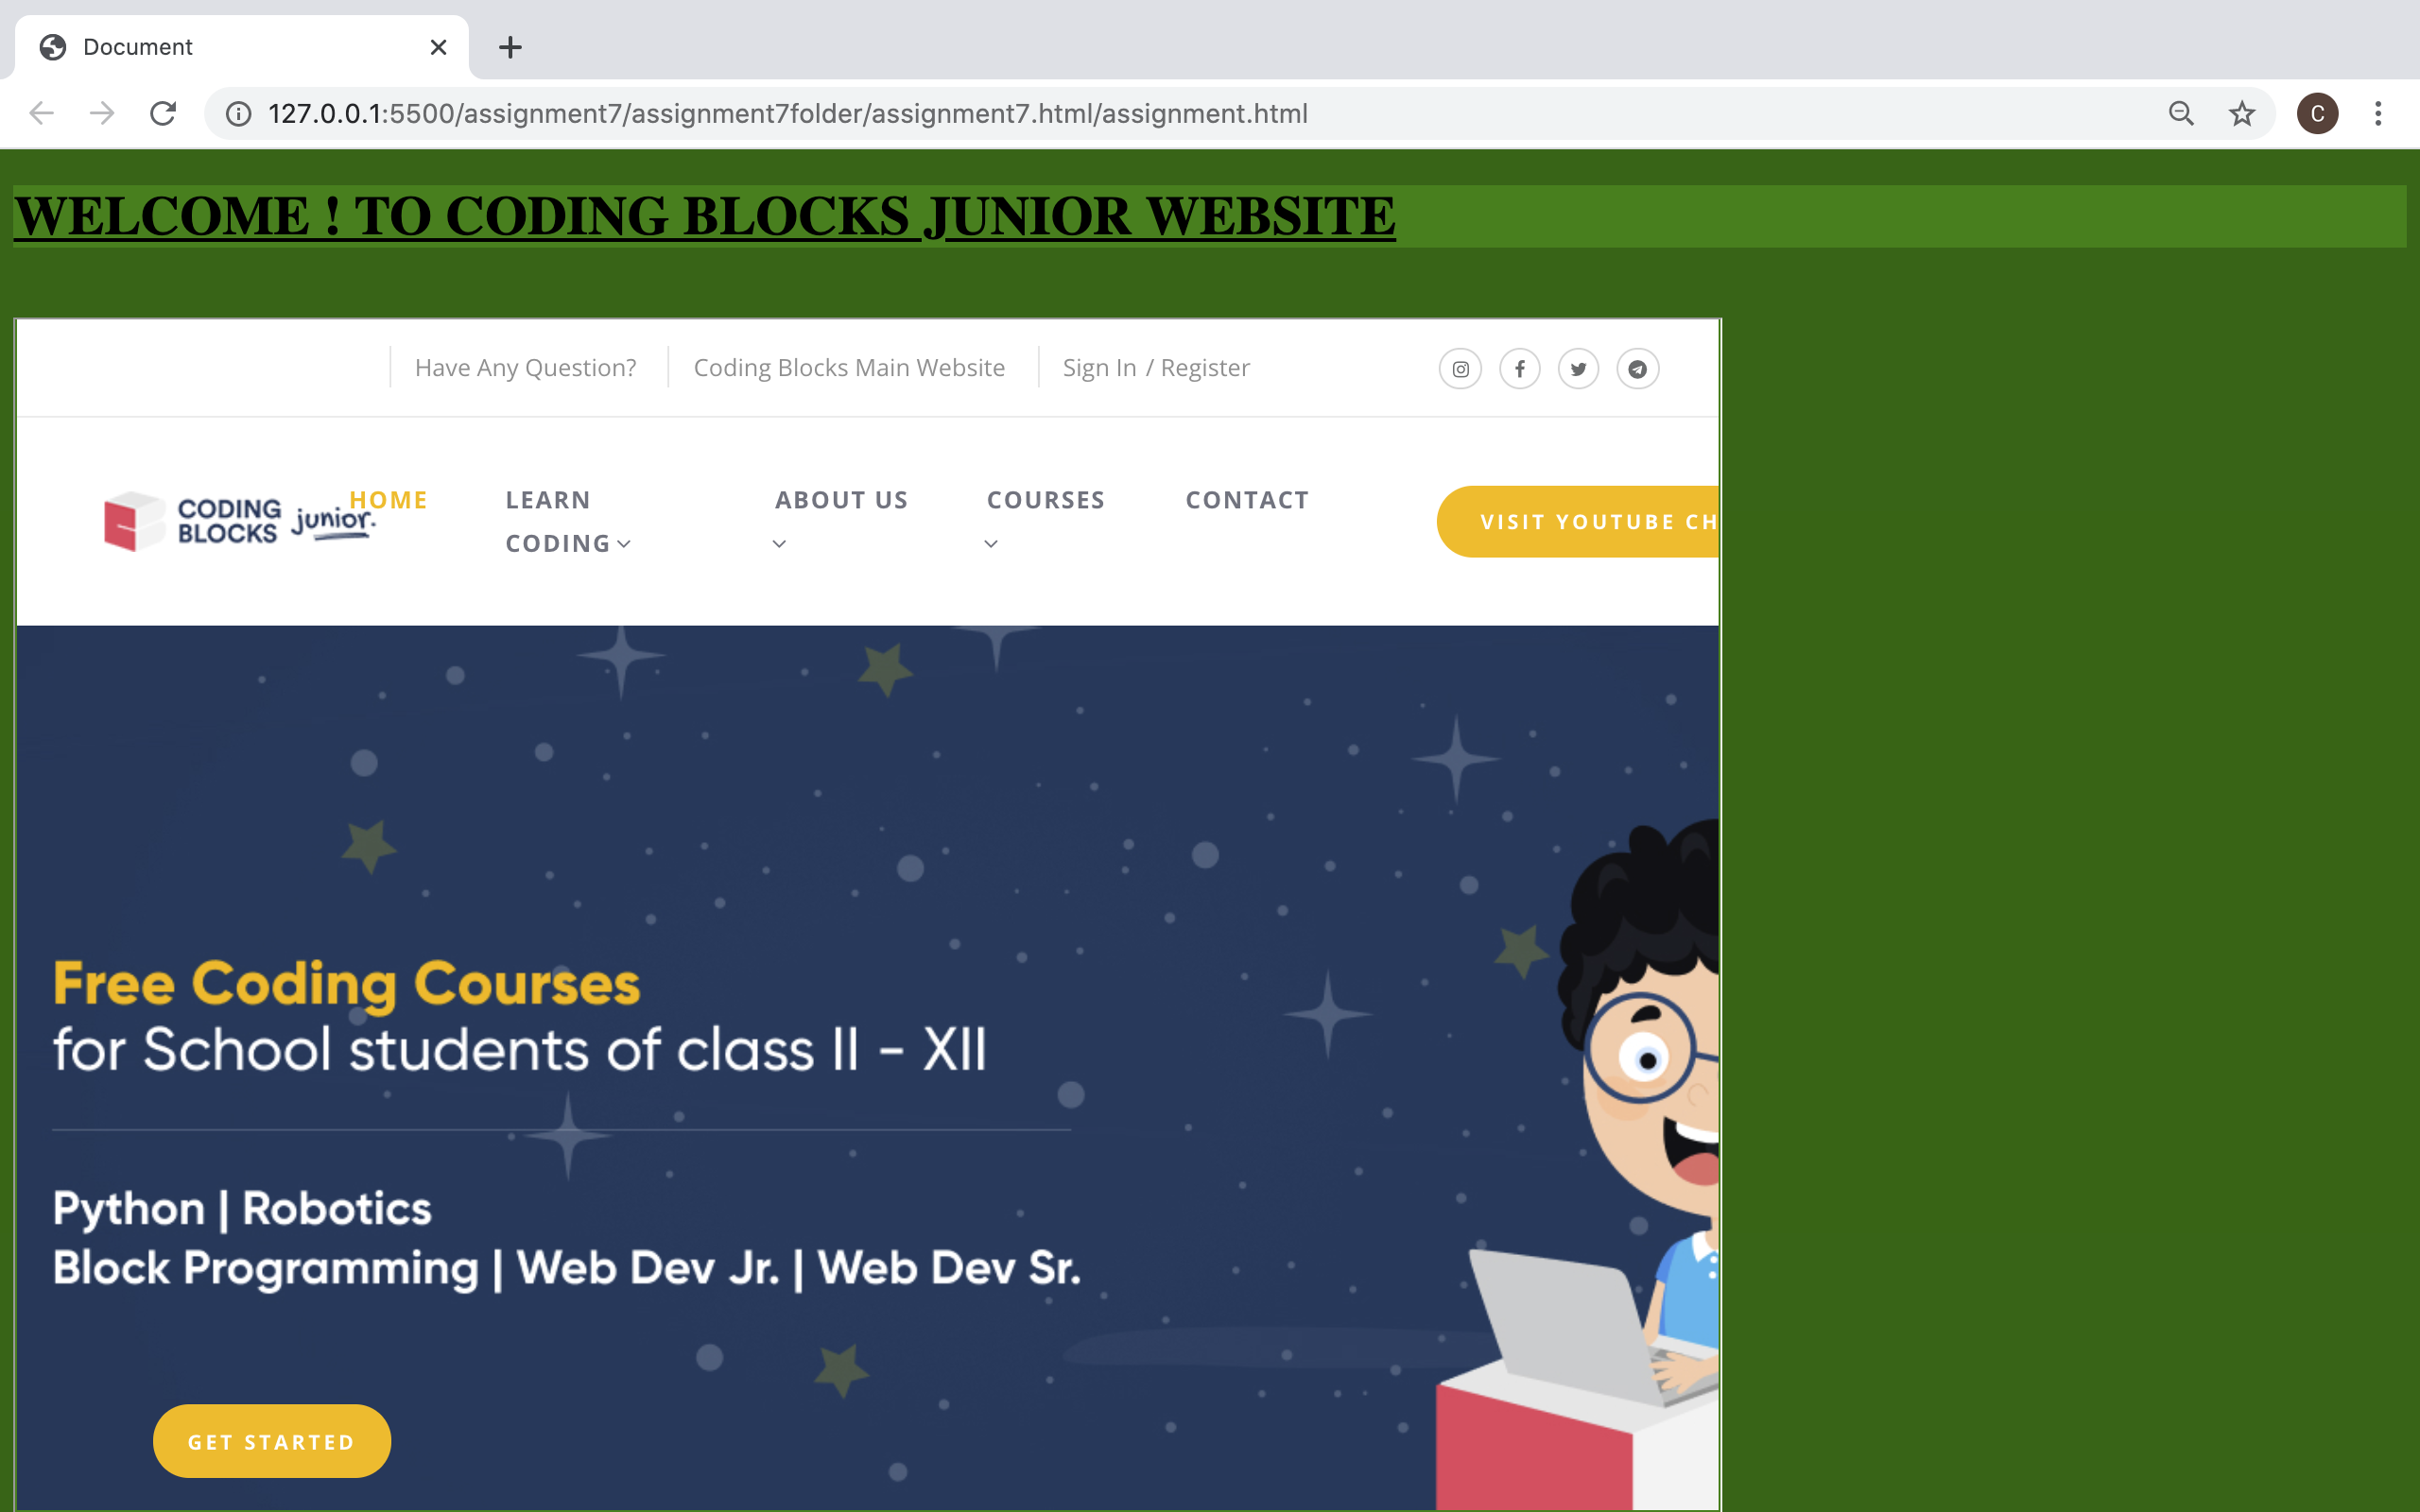 Document
127.0.0.1:5500/assignment7/assignment7folder/assignment7.html/assignment.html
C
WELCOME ! TO CODING BLOCKS JUNIOR WEBSITE
Have Any Question?
Coding Blocks Main Website
Sign In / Register
CODING
BLOCKS
junior.
HOME
LEARN
CODING
ABOUT US
COURSES
CONTACT
VISIT YOUTUBE CH
Free Coding Courses
for School students of class II - XII
Python | Robotics
Block Programming | Web Dev Jr. | Web Dev Sr.
GET STARTED